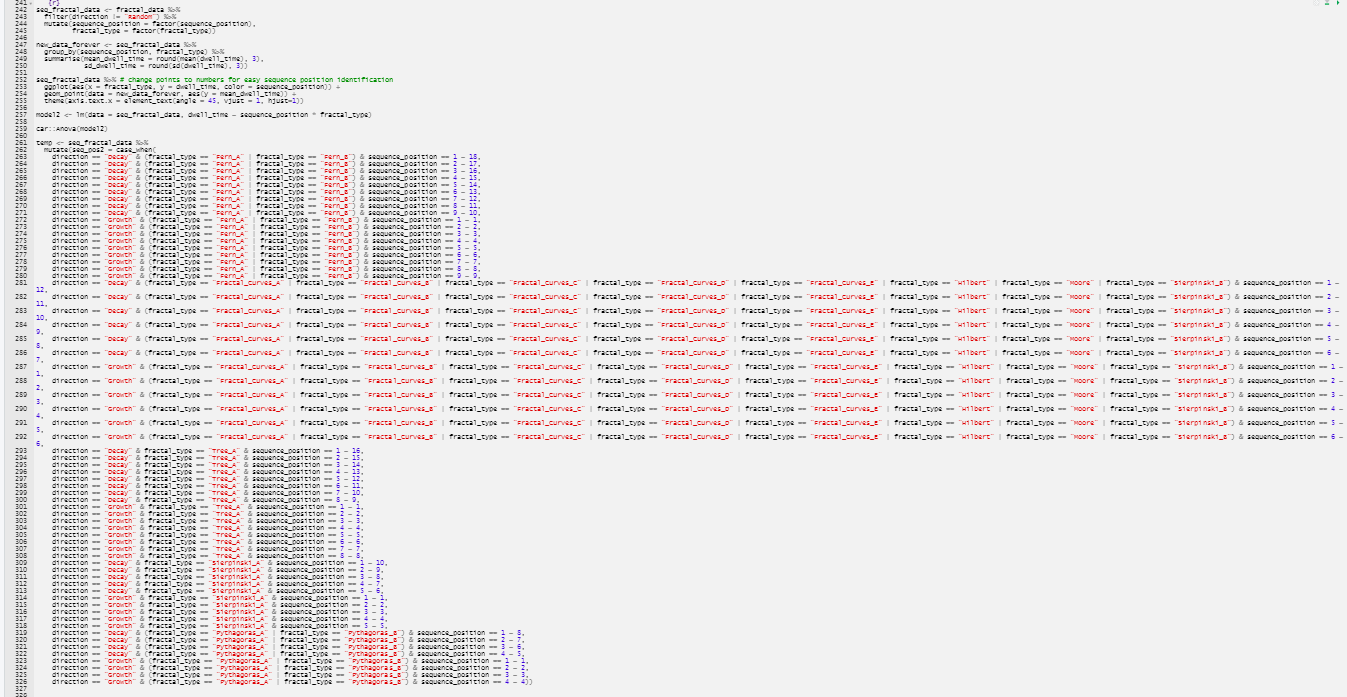 241 {r}
242 seq_fractal_data <- fractal_data %>%
243 filter(direction != "Random") %>%
244 mutate(sequence_position = factor(sequence_position),
245 fractal_type = factor(fractal_type))
246
247 new_data_forever <- seq_fractal_data %>%
248 group_by(sequence_position, fractal_type) %>%
249 summarise(mean_dwell_time = round(mean(dwell_time), 3),
250 sd_dwell_time = round(sd(dwell_time), 3))
251
252 seq_fractal_data %>% # change points to numbers for easy sequence position identification
253 ggplot(aes(x = fractal_type, y = dwell_time, color = sequence_position)) +
254 geom_point(data = new_data_forever, aes(y = mean_dwell_time)) +
255 theme(axis.text.x = element_text(angle = 45, vjust = 1, hjust=1))
256
257 model2 <- lm(data = seq_fractal_data, dwell_time ~ sequence_position * fractal_type)
258
259 car::Anova(model2)
260
261 temp <- seq_fractal_data %>%
262 mutate(seq_pos2 = case_when(
263 direction == "Decay" & (fractal_type == "Fern_A" | fractal_type == "Fern_B") & sequence_position == 1 ~ 18,
264 direction == "Decay" & (fractal_type == "Fern_A" | fractal_type == "Fern_B") & sequence_position == 2 ~ 17,
265 direction == "Decay" & (fractal_type == "Fern_A" | fractal_type == "Fern_B") & sequence_position == 3 ~ 16,
266 direction == "Decay" & (fractal_type == "Fern_A" | fractal_type == "Fern_B") & sequence_position == 4 ~ 15,
267 direction == "Decay" & (fractal_type == "Fern_A" | fractal_type == "Fern_B") & sequence_position == 5 ~ 14,
268 direction == "Decay" & (fractal_type == "Fern_A" | fractal_type == "Fern_B") & sequence_position == 6 ~ 13,
269 direction == "Decay" & (fractal_type == "Fern_A" | fractal_type == "Fern_B") & sequence_position == 7 ~ 12,
270 direction == "Decay" & (fractal_type == "Fern_A" | fractal_type == "Fern_B") & sequence_position == 8 ~ 11,
271 direction == "Decay" & (fractal_type == "Fern_A" | fractal_type == "Fern_B") & sequence_position == 9 ~ 10,
272 direction == "Growth" & (fractal_type == "Fern_A" | fractal_type == "Fern_B") & sequence_position == 1 ~ 1,
273 direction == "Growth" & (fractal_type == "Fern_A" | fractal_type == "Fern_B") & sequence_position == 2 ~ 2,
274 direction == "Growth" & (fractal_type == "Fern_A" | fractal_type == "Fern_B") & sequence_position == 3 ~ 3,
275 direction == "Growth" & (fractal_type == "Fern_A" | fractal_type == "Fern_B") & sequence_position == 4 ~ 4,
276 direction == "Growth" & (fractal_type == "Fern_A" | fractal_type == "Fern_B") & sequence_position == 5 ~ 5,
277 direction == "Growth" & (fractal_type == "Fern_A" | fractal_type == "Fern_B") & sequence_position == 6 ~ 6,
278 direction == "Growth" & (fractal_type == "Fern_A" | fractal_type == "Fern_B") & sequence_position == 7 ~ 7,
279 direction == "Growth" & (fractal_type == "Fern_A" | fractal_type == "Fern_B") & sequence_position == 8 ~ 8,
280 direction == "Growth" & (fractal_type == "Fern_A" | fractal_type == "Fern_B") & sequence_position == 9 ~ 9,
281 direction == "Decay" & (fractal_type == "Fractal_Curves_A" | fractal_type == "Fractal_Curves_B" | fractal_type == "Fractal_Curves_C" | fractal_type == "Fractal_Curves_D" | fractal_type == "Fractal_Curves_E" | fractal_type == "Hilbert" | fractal_type == "Moore" | fractal_type == "Sierpinski_B") & sequence_position == 1 ~
12,
282 direction == "Decay" & (fractal_type == "Fractal_Curves_A" | fractal_type == "Fractal_Curves_B" | fractal_type == "Fractal_Curves_C" | fractal_type == "Fractal_Curves_D" | fractal_type == "Fractal_Curves_E" | fractal_type == "Hilbert" | fractal_type == "Moore" | fractal_type == "Sierpinski_B") & sequence_position == 2 ~
11,
283 direction == "Decay" & (fractal_type == "Fractal_Curves_A" | fractal_type == "Fractal_Curves_B" | fractal_type == "Fractal_Curves_C" | fractal_type == "Fractal_Curves_D" | fractal_type == "Fractal_Curves_E" | fractal_type == "Hilbert" | fractal_type == "Moore" | fractal_type == "Sierpinski_B") & sequence_position == 3 ~
10,
284 direction == "Decay" & (fractal_type == "Fractal_Curves_A" | fractal_type == "Fractal_Curves_B" | fractal_type == "Fractal_Curves_C" | fractal_type == "Fractal_Curves_D" | fractal_type == "Fractal_Curves_E" | fractal_type == "Hilbert" | fractal_type == "Moore" | fractal_type == "Sierpinski_B") & sequence_position == 4 ~
9,
285 direction == "Decay" & (fractal_type == "Fractal_Curves_A" | fractal_type == "Fractal_Curves_B" | fractal_type == "Fractal_Curves_C" | fractal_type == "Fractal_Curves_D" | fractal_type == "Fractal_Curves_E" | fractal_type == "Hilbert" | fractal_type == "Moore" | fractal_type == "Sierpinski_B") & sequence_position == 5 ~
8,
286 direction == "Decay" & (fractal_type == "Fractal_Curves_A" | fractal_type == "Fractal_Curves_B" | fractal_type == "Fractal_Curves_C" | fractal_type == "Fractal_Curves_D" | fractal_type == "Fractal_Curves_E" | fractal_type == "Hilbert" | fractal_type == "Moore" | fractal_type == "Sierpinski_B") & sequence_position == 6 ~
7,
287 direction == "Growth" & (fractal_type == "Fractal_Curves_A" | fractal_type == "Fractal_Curves_B" | fractal_type == "Fractal_Curves_C" | fractal_type == "Fractal_Curves_D" | fractal_type == "Fractal_Curves_E" | fractal_type == "Hilbert" | fractal_type == "Moore" | fractal_type == "Sierpinski_B") & sequence_position == 1 ~
1,
288 direction == "Growth" & (fractal_type == "Fractal_Curves_A" | fractal_type == "Fractal_Curves_B" | fractal_type == "Fractal_Curves_C" | fractal_type == "Fractal_Curves_D" | fractal_type == "Fractal_Curves_E" | fractal_type == "Hilbert" | fractal_type == "Moore" | fractal_type == "Sierpinski_B") & sequence_position == 2 ~
2,
289 direction == "Growth" & (fractal_type == "Fractal_Curves_A" | fractal_type == "Fractal_Curves_B" | fractal_type == "Fractal_Curves_C" | fractal_type == "Fractal_Curves_D" | fractal_type == "Fractal_Curves_E" | fractal_type == "Hilbert" | fractal_type == "Moore" | fractal_type == "Sierpinski_B") & sequence_position == 3 ~
3,
290 direction == "Growth" & (fractal_type == "Fractal_Curves_A" | fractal_type == "Fractal_Curves_B" | fractal_type == "Fractal_Curves_C" | fractal_type == "Fractal_Curves_D" | fractal_type == "Fractal_Curves_E" | fractal_type == "Hilbert" | fractal_type == "Moore" | fractal_type == "Sierpinski_B") & sequence_position == 4 ~
4,
291 direction == "Growth" & (fractal_type == "Fractal_Curves_A" | fractal_type == "Fractal_Curves_B" | fractal_type == "Fractal_Curves_C" | fractal_type == "Fractal_Curves_D" | fractal_type == "Fractal_Curves_E" | fractal_type == "Hilbert" | fractal_type == "Moore" | fractal_type == "Sierpinski_B") & sequence_position == 5 ~
5,
292 direction == "Growth" & (fractal_type == "Fractal_Curves_A" | fractal_type == "Fractal_Curves_B" | fractal_type == "Fractal_Curves_C" | fractal_type == "Fractal_Curves_D" | fractal_type == "Fractal_Curves_E" | fractal_type == "Hilbert" | fractal_type == "Moore" | fractal_type == "Sierpinski_B") & sequence_position == 6 ~
6,
293 direction == "Decay" & fractal_type == "Tree_A" & sequence_position == 1 ~ 16,
294 direction == "Decay" & fractal_type == "Tree_A" & sequence_position == 2 ~ 15,
295 direction == "Decay" & fractal_type == "Tree_A" & sequence_position == 3 ~ 14,
296 direction == "Decay" & fractal_type == "Tree_A" & sequence_position == 4 ~ 13,
297 direction == "Decay" & fractal_type == "Tree_A" & sequence_position == 5 ~ 12,
298 direction == "Decay" & fractal_type == "Tree_A" & sequence_position == 6 ~ 11,
299 direction == "Decay" & fractal_type == "Tree_A" & sequence_position == 7 ~ 10,
300 direction == "Decay" & fractal_type == "Tree_A" & sequence_position == 8 ~ 9,
301 direction == "Growth" & fractal_type == "Tree_A" & sequence_position == 1 ~ 1,
302 direction == "Growth" & fractal_type == "Tree_A" & sequence_position == 2 ~ 2,
303 direction == "Growth" & fractal_type == "Tree_A" & sequence_position == 3 ~ 3,
304 direction == "Growth" & fractal_type == "Tree_A" & sequence_position == 4 ~ 4,
305 direction == "Growth" & fractal_type == "Tree_A" & sequence_position == 5 ~ 5,
306 direction == "Growth" & fractal_type == "Tree_A" & sequence_position == 6 ~ 6,
307 direction == "Growth" & fractal_type == "Tree_A" & sequence_position == 7 ~ 7,
308 direction == "Growth" & fractal_type == "Tree_A" & sequence_position == 8 ~ 8,
309 direction == "Decay" & fractal_type == "Sierpinski_A" & sequence_position == 1 ~ 10,
310 direction == "Decay" & fractal_type == "Sierpinski_A" & sequence_position == 2 ~ 9,
311 direction == "Decay" & fractal_type == "Sierpinski_A" & sequence_position == 3 ~ 8,
312 direction == "Decay" & fractal_type == "Sierpinski_A" & sequence_position == 4 ~ 7,
313 direction == "Decay" & fractal_type == "Sierpinski_A" & sequence_position == 5 ~ 6,
314 direction == "Growth" & fractal_type == "Sierpinski_A" & sequence_position == 1 ~ 1,
315 direction == "Growth" & fractal_type == "Sierpinski_A" & sequence_position == 2 ~ 2,
316 direction == "Growth" & fractal_type == "Sierpinski_A" & sequence_position == 3 ~ 3,
317 direction == "Growth" & fractal_type == "Sierpinski_A" & sequence_position == 4 ~ 4,
318 direction == "Growth" & fractal_type == "Sierpinski_A" & sequence_position == 5 ~ 5,
319 direction == "Decay" & (fractal_type == "Pythagoras_A" | fractal_type == "Pythagoras_B") & sequence_position == 1 ~ 8,
320 direction == "Decay" & (fractal_type == "Pythagoras_A" | fractal_type == "Pythagoras_B") & sequence_position == 2 ~ 7,
321 direction == "Decay" & (fractal_type == "Pythagoras_A" | fractal_type == "Pythagoras_B") & sequence_position == 3 ~ 6,
322 direction == "Decay" & (fractal_type == "Pythagoras_A" | fractal_type == "Pythagoras_B") & sequence_position == 4 ~ 5,
323 direction == "Growth" & (fractal_type == "Pythagoras_A" | fractal_type == "Pythagoras_B") & sequence_position == 1 ~ 1,
324 direction == "Growth" & (fractal_type == "Pythagoras_A" | fractal_type == "Pythagoras_B") & sequence_position == 2 ~ 2,
325 direction == "Growth" & (fractal_type == "Pythagoras_A" | fractal_type == "Pythagoras_B") & sequence_position == 3 ~ 3,
326 direction == "Growth" & (fractal_type == "Pythagoras_A" | fractal_type == "Pythagoras_B") & sequence_position == 4 ~ 4))
327
328